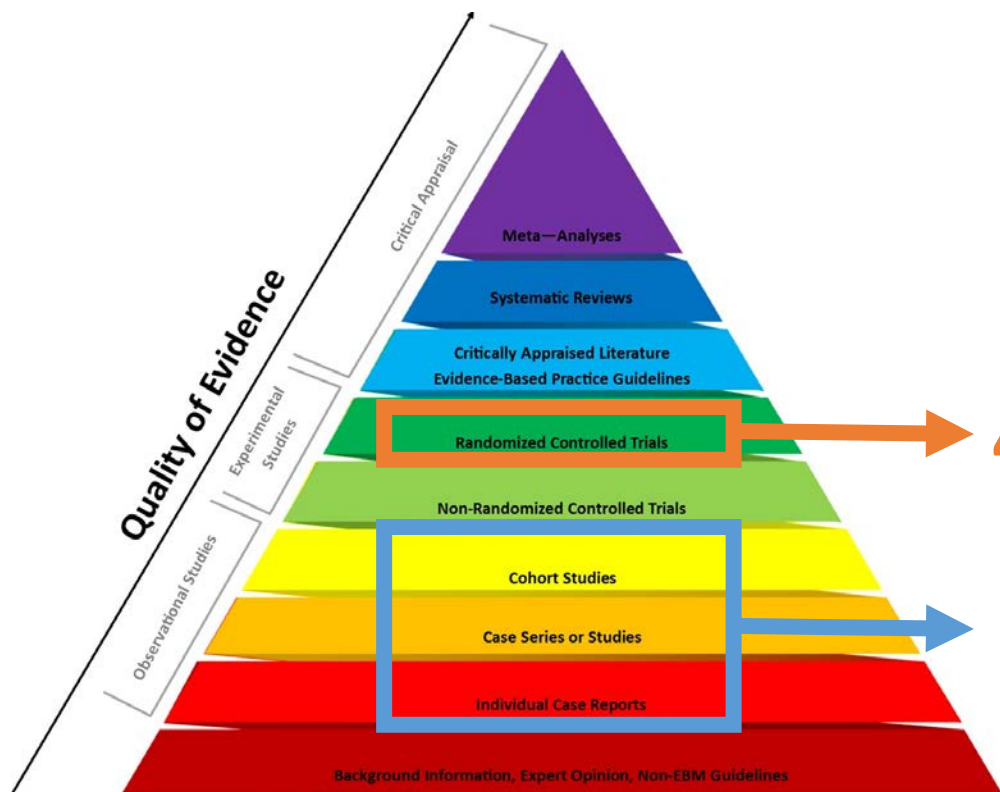 Quality of Evidence
Critical Appraisal
Experimental
Studies
Observational Studies
Meta—Analyses
Systematic Reviews
Critically Appraised Literature
Evidence-Based Practice Guidelines
Randomized Controlled Trials
Non-Randomized Controlled Trials
Cohort Studies
Case Series or Studies
Individual Case Reports
Background Information, Expert Opinion, Non-EBM Guidelines